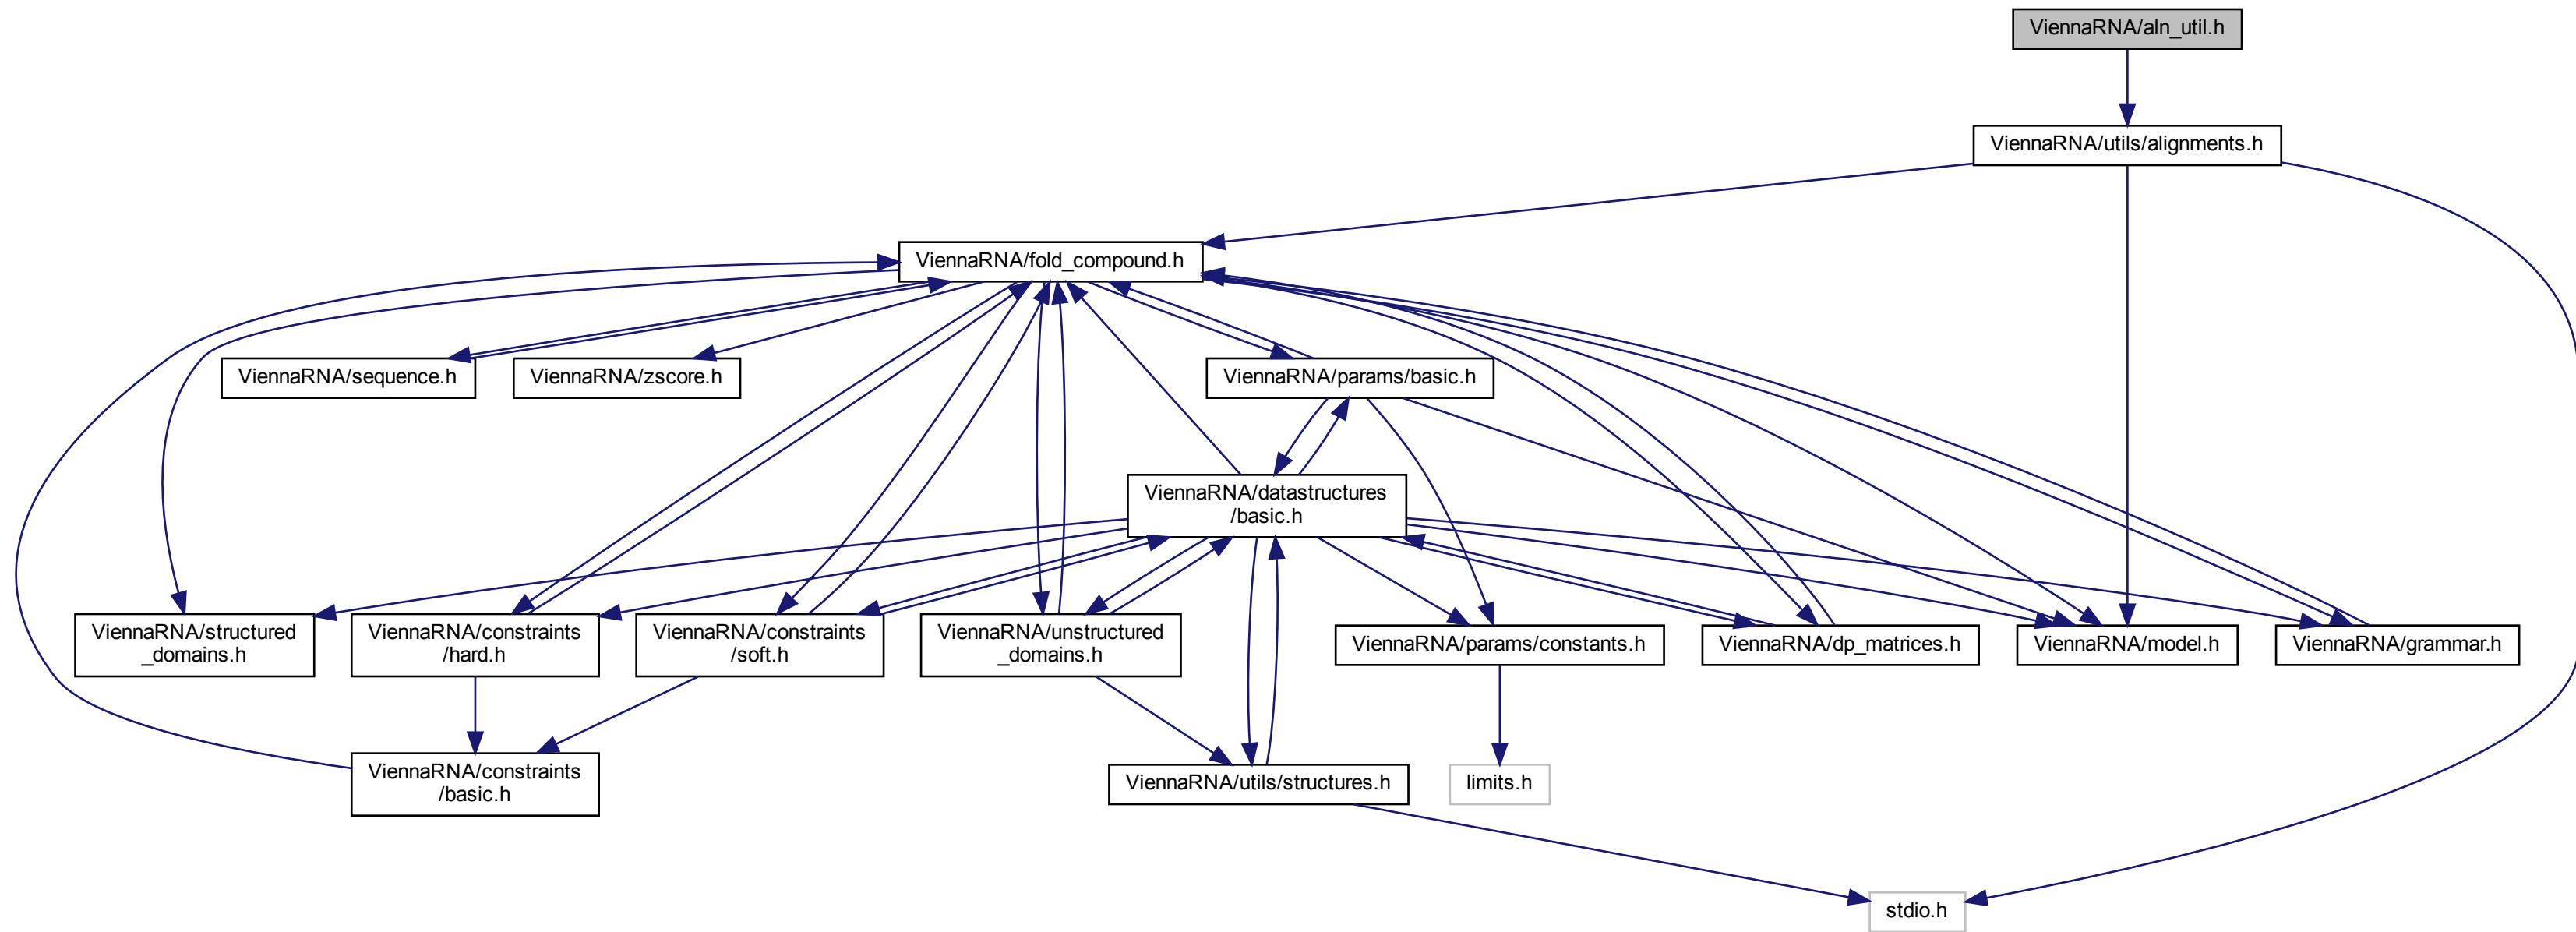 ViennaRNA/aln_util.h
ViennaRNA/utils/alignments.h
ViennaRNA/fold_compound.h
ViennaRNA/sequence.h
ViennaRNA/zscore.h
ViennaRNA/params/basic.h
ViennaRNA/datastructures
/basic.h
ViennaRNA/structured
_domains.h
ViennaRNA/constraints
/hard.h
ViennaRNA/constraints
/soft.h
ViennaRNA/unstructured
_domains.h
ViennaRNA/params/constants.h
ViennaRNA/dp_matrices.h
ViennaRNA/model.h
ViennaRNA/grammar.h
ViennaRNA/constraints
/basic.h
ViennaRNA/utils/structures.h
limits.h
stdio.h